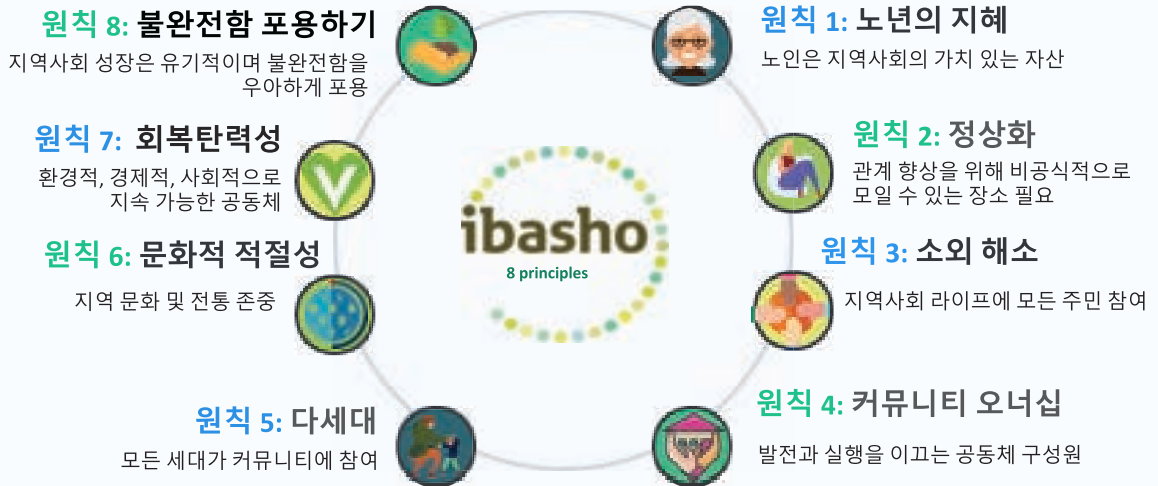 원칙 1: 노년의 지혜
노인은 지역사회의 가치 있는 자산
원칙 2: 정상화
관계 향상을 위해 비공식적으로
모일 수 있는 장소 필요
원칙 3: 소외 해소
지역사회 라이프에 모든 주민 참여
원칙 4: 커뮤니티 오너십
발전과 실행을 이끄는 공동체 구성원
원칙 5: 다세대
모든 세대가 커뮤니티에 참여
원칙 6: 문화적 적절성
지역 문화 및 전통 존중
원칙 7: 회복탄력성
환경적, 경제적, 사회적으로
지속 가능한 공동체
원칙 8: 불완전함 포용하기
지역사회 성장은 유기적이며 불완전함을
우아하게 포용
ibasho
8 principles